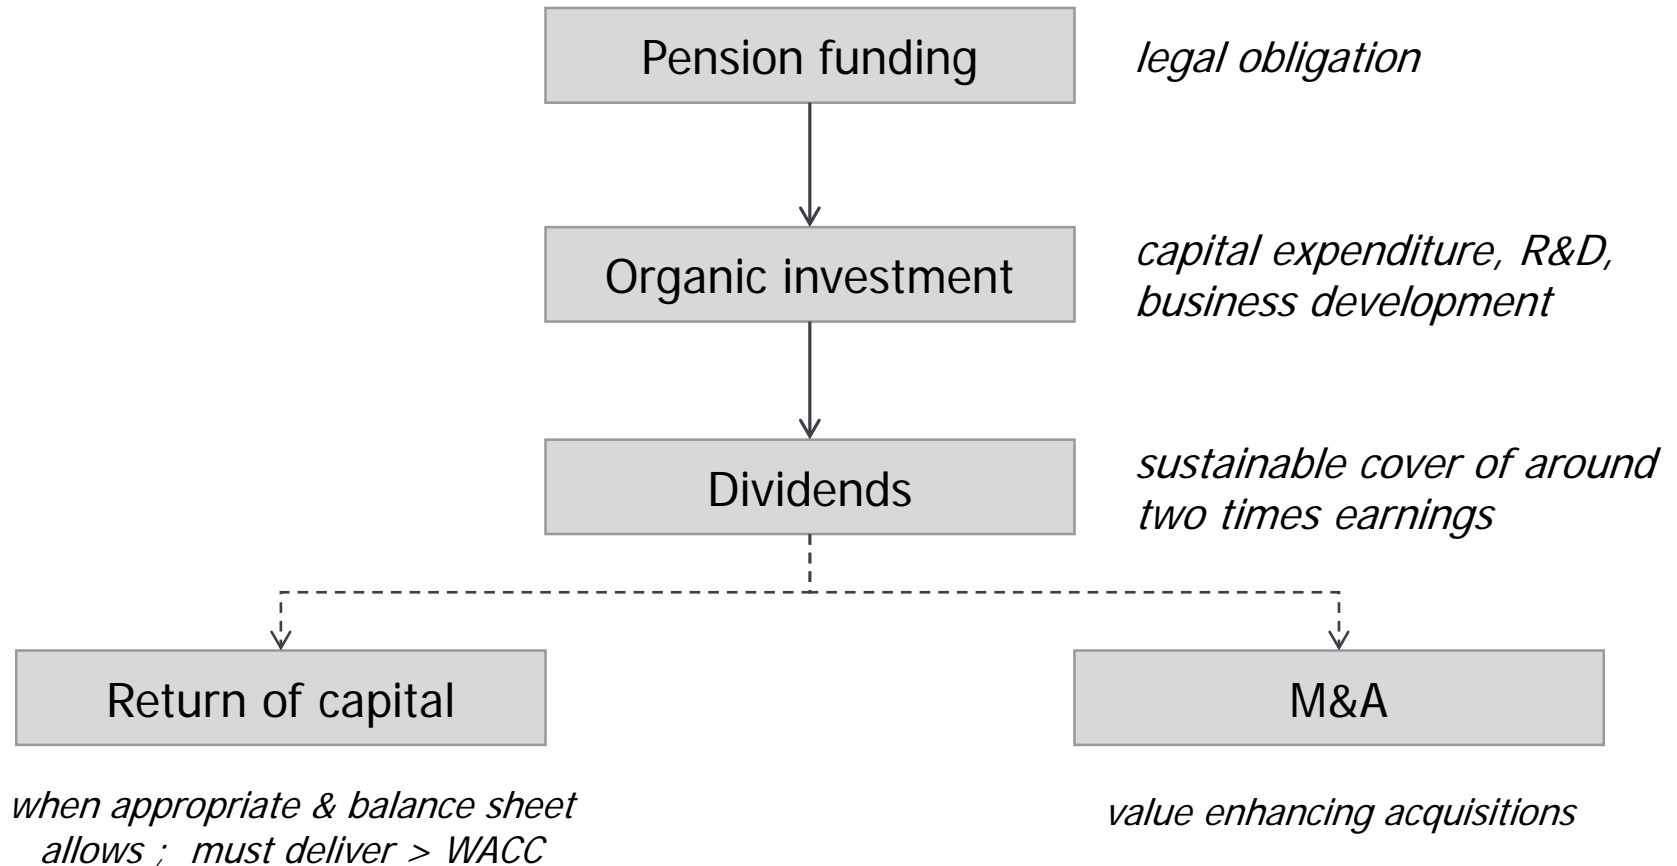 Pension funding
legal obligation
Organic investment
capital expenditure, R&D,
business development
Dividends
sustainable cover of around
two times earnings
Return of capital
M&A
when appropriate & balance sheet
allows ;  must deliver > WACC
value enhancing acquisitions